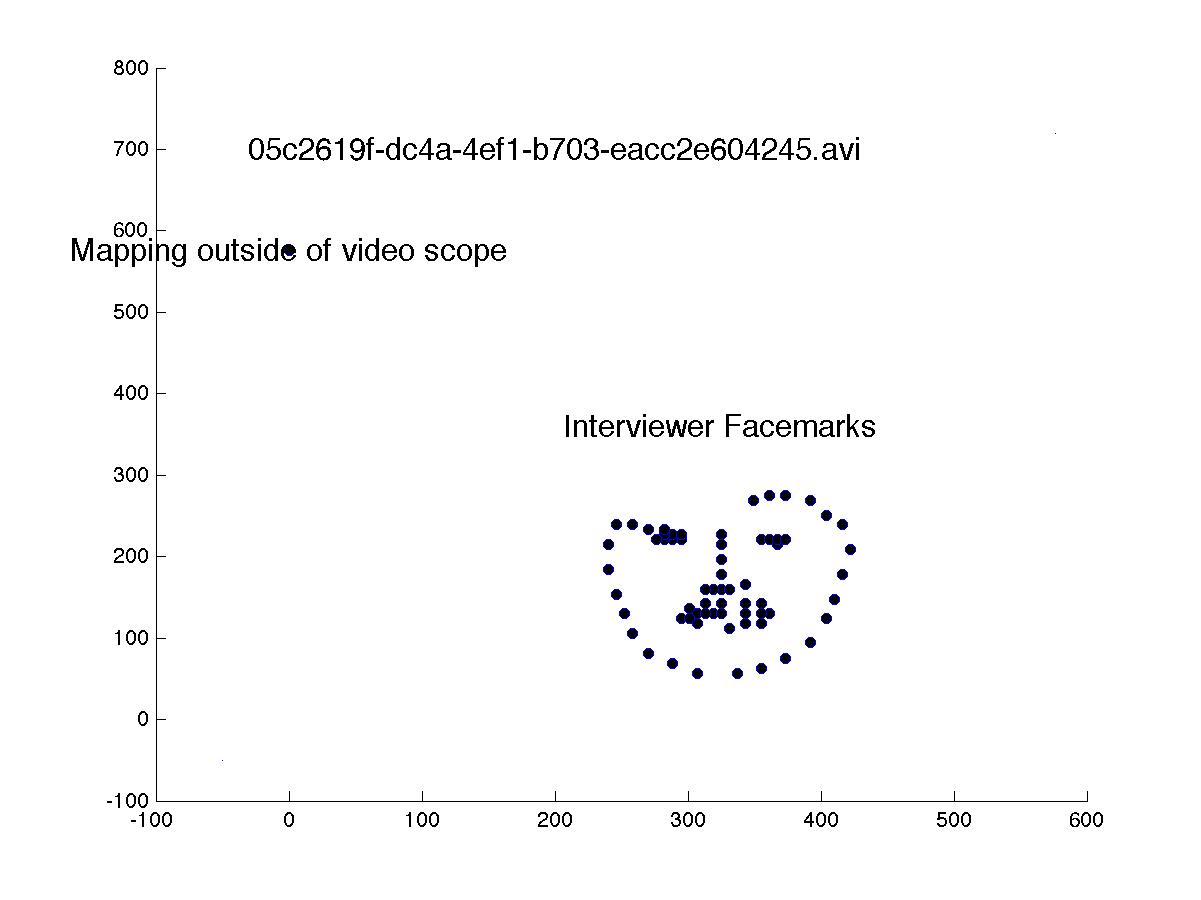 800
05c2619f-dc4a-4ef1-b703-eacc2e604245.avi
700
600
Mapping outside of video scope
500
400
Interviewer Facemarks
300
200
100
0
-100
-100 0 100 200 300 400 500 600